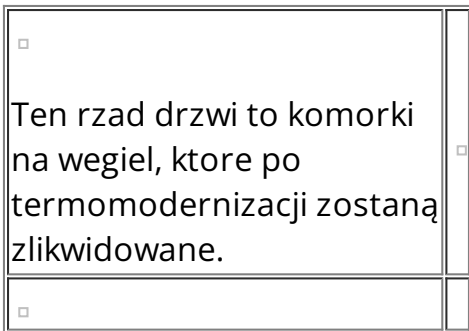 Ten rzad drzwi to komorki
na wegiel, ktore po
termomodernizacji zostaną
zlikwidowane.